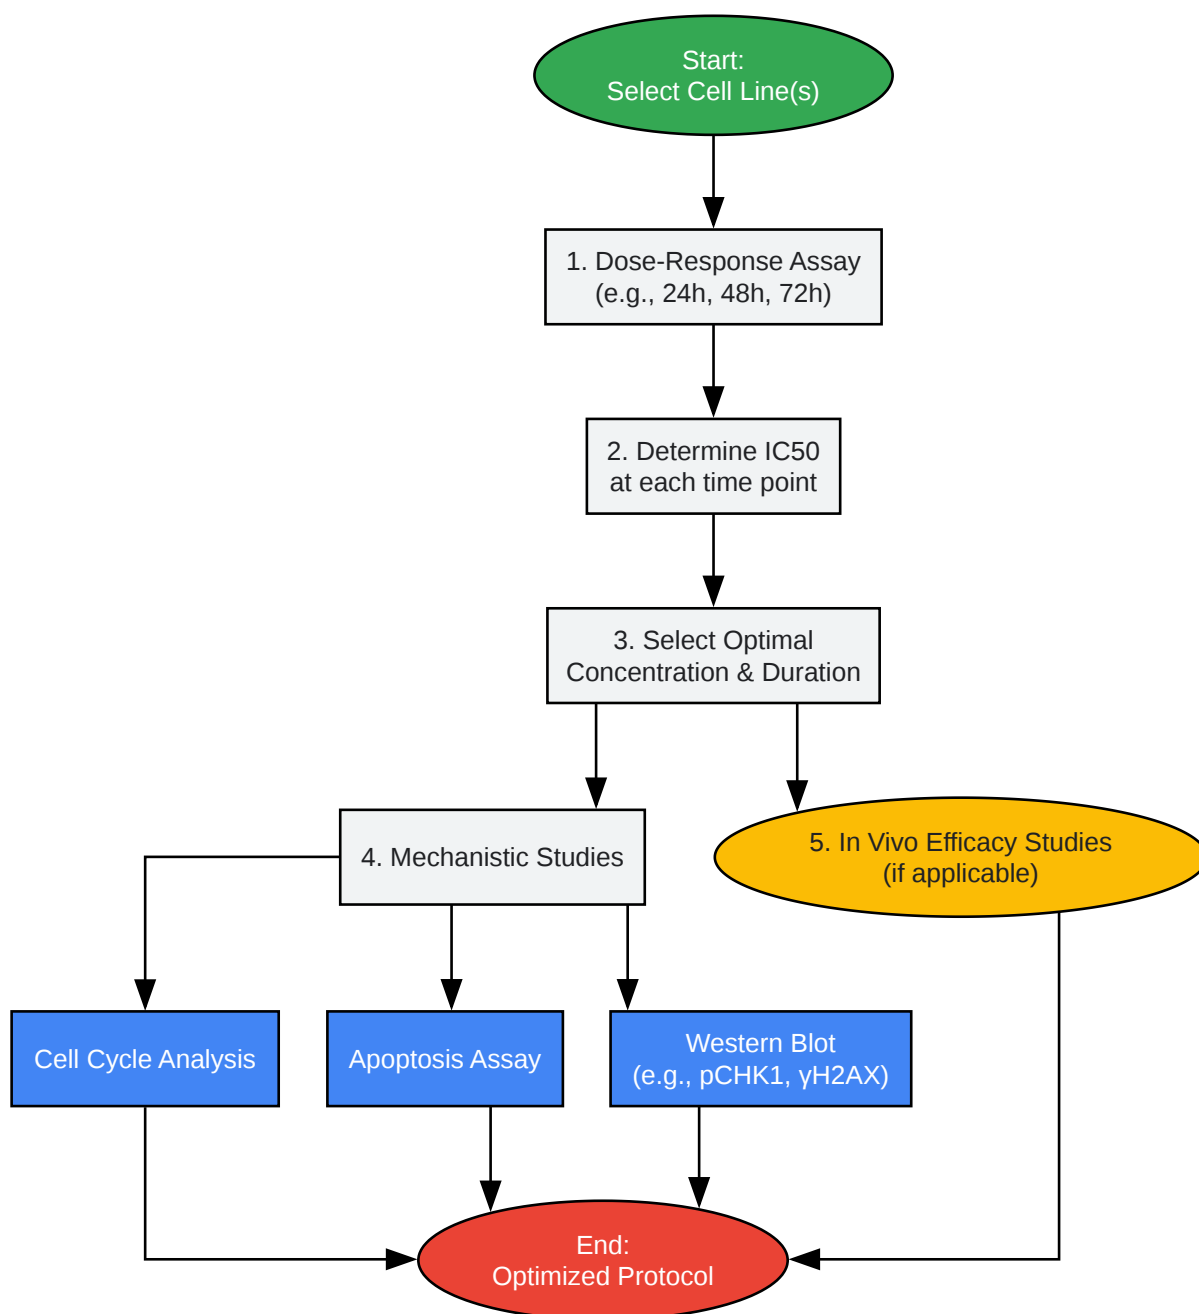 Start:
Select Cell Line(s)
1. Dose-Response Assay
(e.g., 24h, 48h, 72h)
2. Determine IC50
at each time point
3. Select Optimal
Concentration & Duration
4. Mechanistic Studies
5. In Vivo Efficacy Studies
(if applicable)
Cell Cycle Analysis
Apoptosis Assay
Western Blot
(e.g., pCHK1, γH2AX)
End:
Optimized Protocol